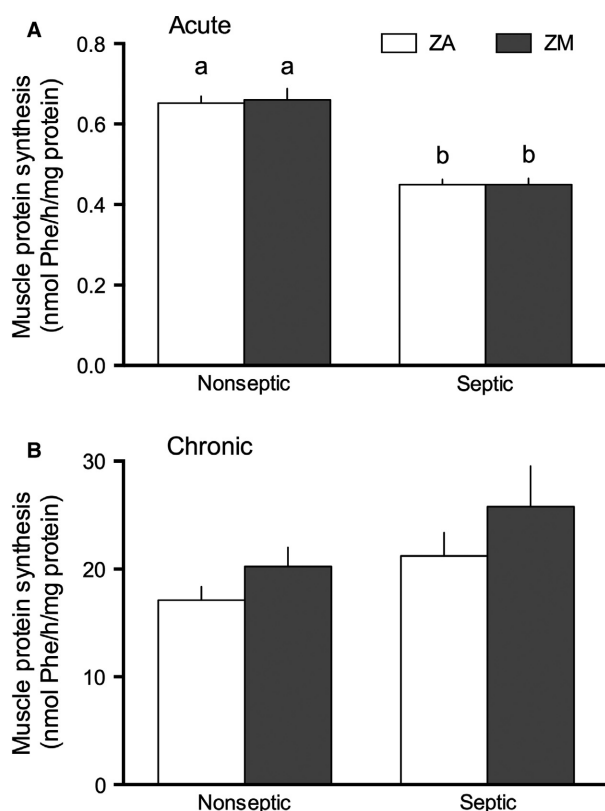 A Acute
ZA ZM
Muscle protein synthesis
(nmol Phe/h/mg protein)
0.8
0.6
0.4
0.2
0.0
a a
b b
Nonseptic Septic
B Chronic
Muscle protein synthesis
(nmol Phe/h/mg protein)
30
20
10
0
Nonseptic Septic